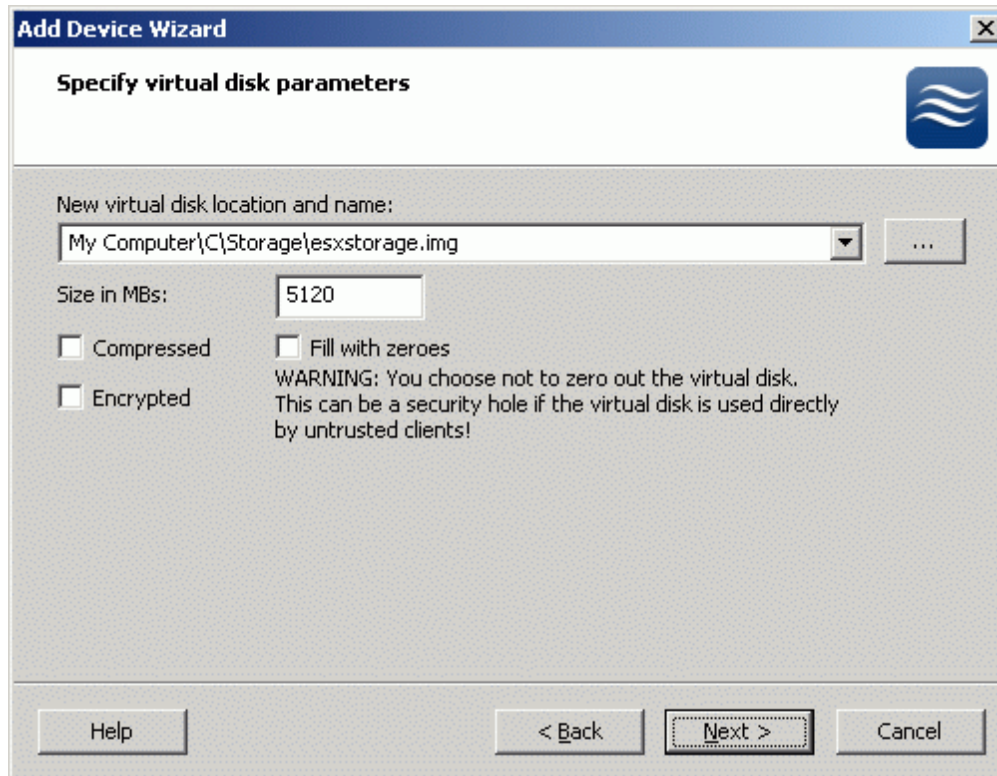 Add Device Wizard
Specify virtual disk parameters
New virtual disk location and name:
My Computer\C\Storage\esxstorage.img
...
Size in MBs:
5120
Compressed
Fill with zeroes
Encrypted
WARNING: You choose not to zero out the virtual disk.
This can be a security hole if the virtual disk is used directly
by untrusted clients!
Help
< Back
Next >
Cancel